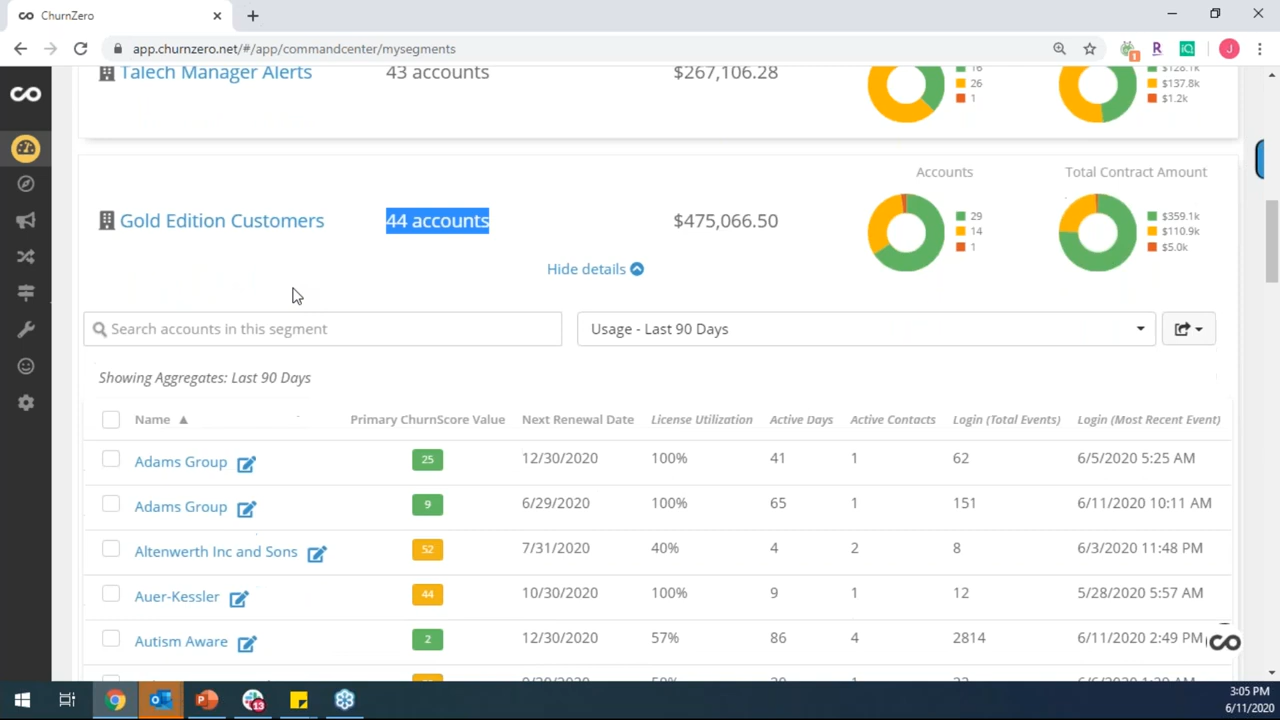 ChurnZero
app.churnzero.net/#/app/commandcenter/mysegments
Talech Manager Alerts 43 accounts $267,106.28
16 $128.1k
26 $137.8k
1 $1.2k
Accounts Total Contract Amount
Gold Edition Customers 44 accounts $475,066.50
29 $359.1k
14 $110.9k
1 $5.0k
Hide details
Search accounts in this segment Usage - Last 90 Days
Showing Aggregates: Last 90 Days
Name Primary ChurnScore Value Next Renewal Date License Utilization Active Days Active Contacts Login (Total Events) Login (Most Recent Event)
Adams Group 25 12/30/2020 100% 41 1 62 6/5/2020 5:25 AM
Adams Group 9 6/29/2020 100% 65 1 151 6/11/2020 10:11 AM
Altenwerth Inc and Sons 52 7/31/2020 40% 4 2 8 6/3/2020 11:48 PM
Auer-Kessler 44 10/30/2020 100% 9 1 12 5/28/2020 5:57 AM
Autism Aware 2 12/30/2020 57% 86 4 2814 6/11/2020 2:49 PM
R
iQ
J
1
13
3:05 PM
6/11/2020